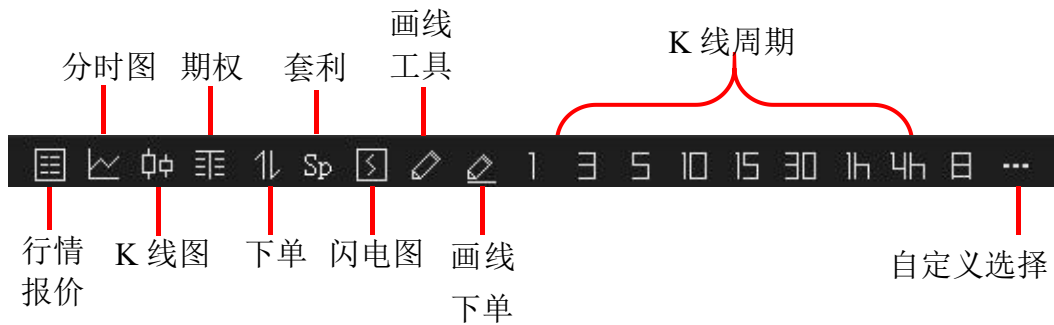 画线
工具
K 线周期
分时图
期权
套利
Sp
1
3
5
10
15
30
1h
4h
日
行情
报价
K 线图
下单
闪电图
画线
下单
自定义选择